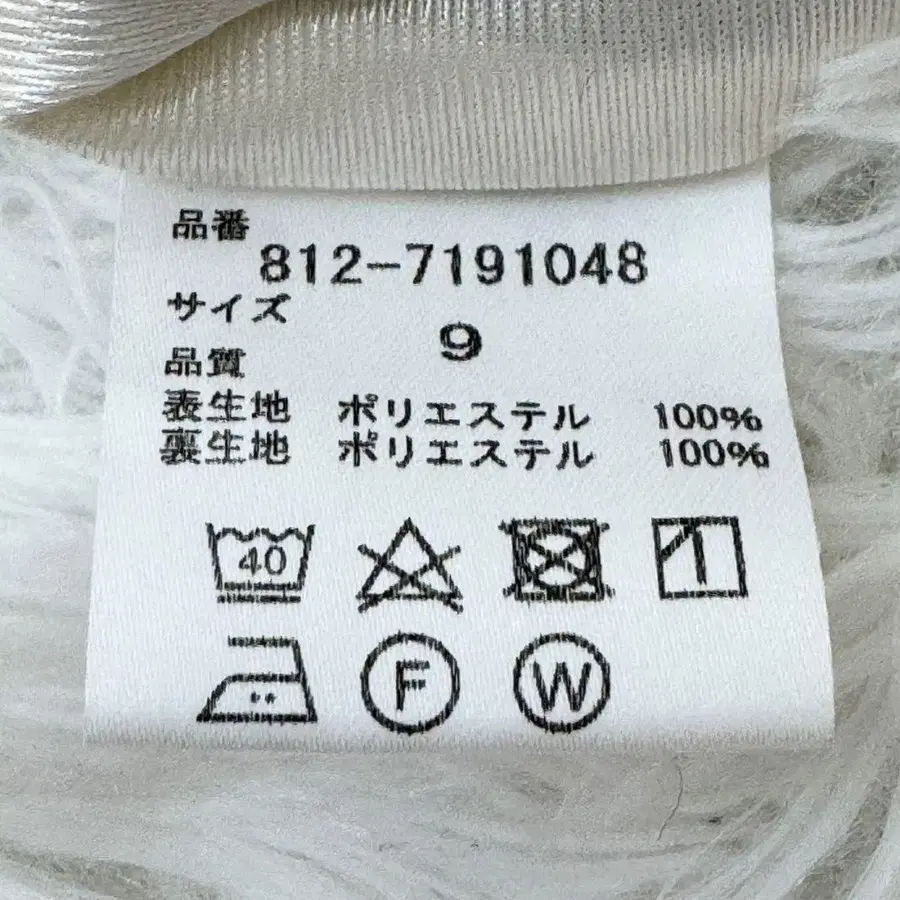 品番
812-7191048
サイズ
9
品質
表生地 ポリエステル 100%
裏生地 ポリエステル 100%
40
F W